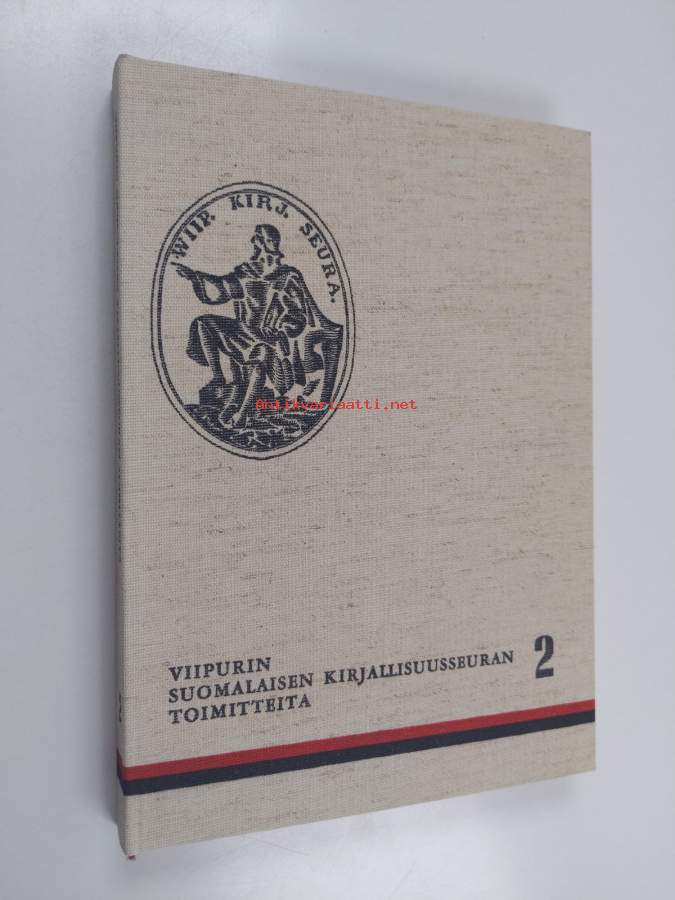 WIIP. KIRJ. SEURA.
Antikvariaatti.net
VIIPURIN
SUOMALAISEN KIRJALLISUUSSEURAN 2
TOIMITTEITA